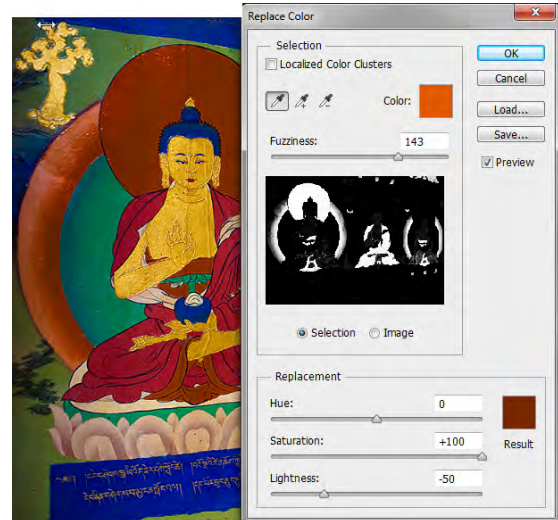 Replace Color
Selection
Localized Color Clusters
Color:
Fuzziness: 143
Selection Image
Replacement
Hue: 0
Saturation: +100
Lightness: -50
Result
OK
Cancel
Load...
Save...
Preview